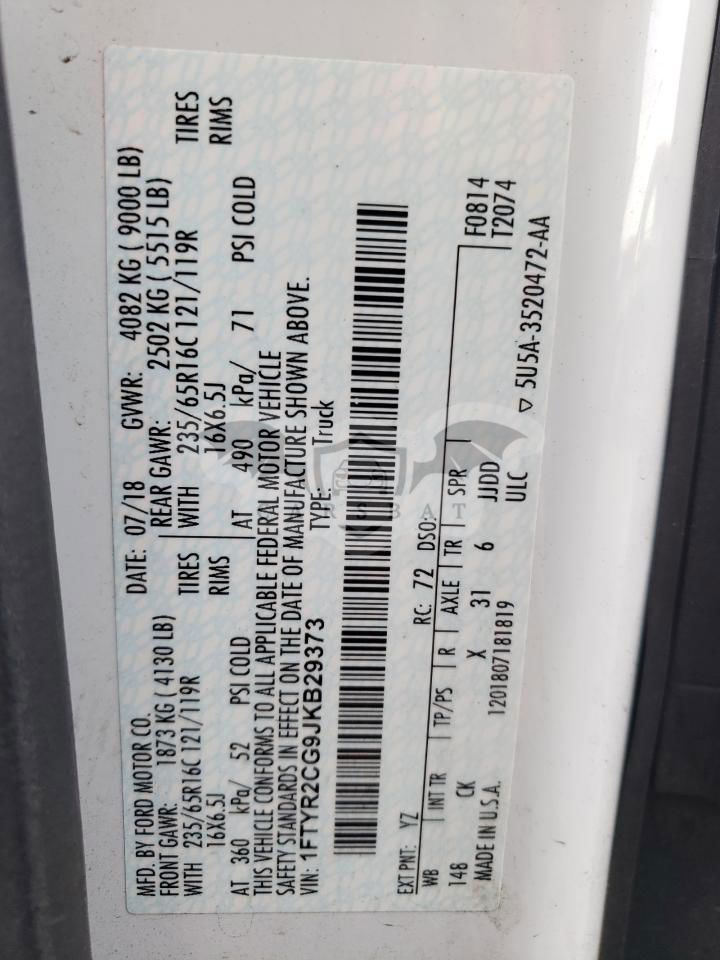 MFD. BY FORD MOTOR CO. DATE: 07/18 GVWR: 4082 KG ( 9000 LB)
FRONT GAWR: 1873 KG ( 4130 LB) REAR GAWR: 2502 KG ( 5515 LB)
WITH 235/65R16C 121/119R TIRES WITH 235/65R16C 121/119R TIRES
16X6.5J RIMS 16X6.5J RIMS
AT 360 kPa/ 52 PSI COLD AT 490 kPa/ 71 PSI COLD
THIS VEHICLE CONFORMS TO ALL APPLICABLE FEDERAL MOTOR VEHICLE
SAFETY STANDARDS IN EFFECT ON THE DATE OF MANUFACTURE SHOWN ABOVE.
VIN: 1FTYR2CG9JKB29373 TYPE: Truck
EXT PNT: YZ RC: 72 DSO:
WB INT TR TP/PS R AXLE TR SPR F0814
148 CK X 31 6 JJDD T2074
MADE IN U.S.A. 1201807181819 ULC
▽ 5U5A-3520472-AA